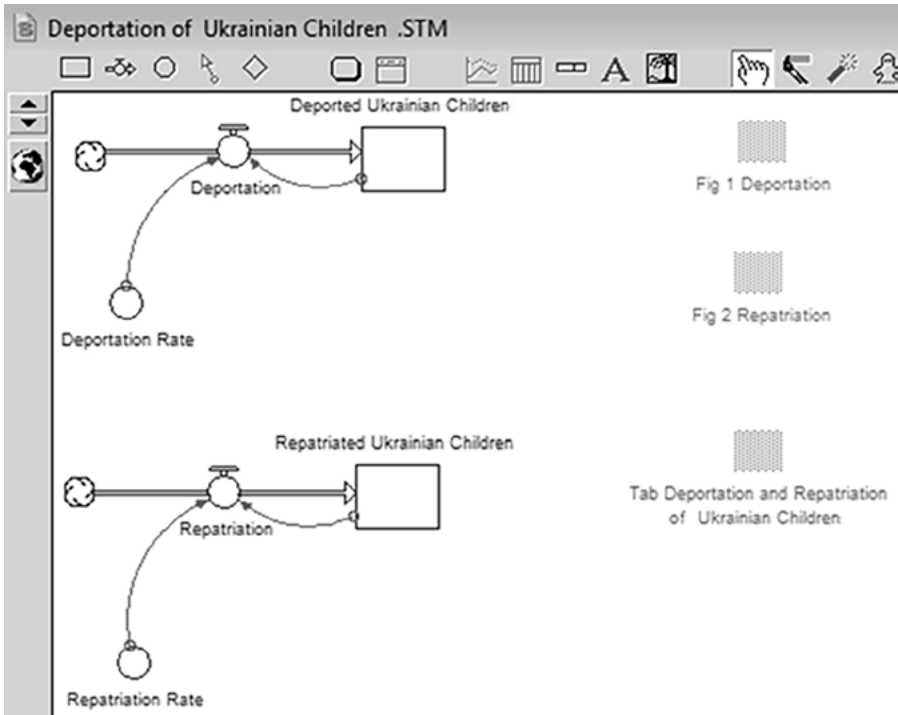 Deportation of Ukrainian Children .STM
A
Deported Ukrainian Children
Deportation
Fig 1 Deportation
Fig 2 Repatriation
Deportation Rate
Repatriated Ukrainian Children
Repatriation
Tab Deportation and Repatriation
of Ukrainian Children
Repatriation Rate